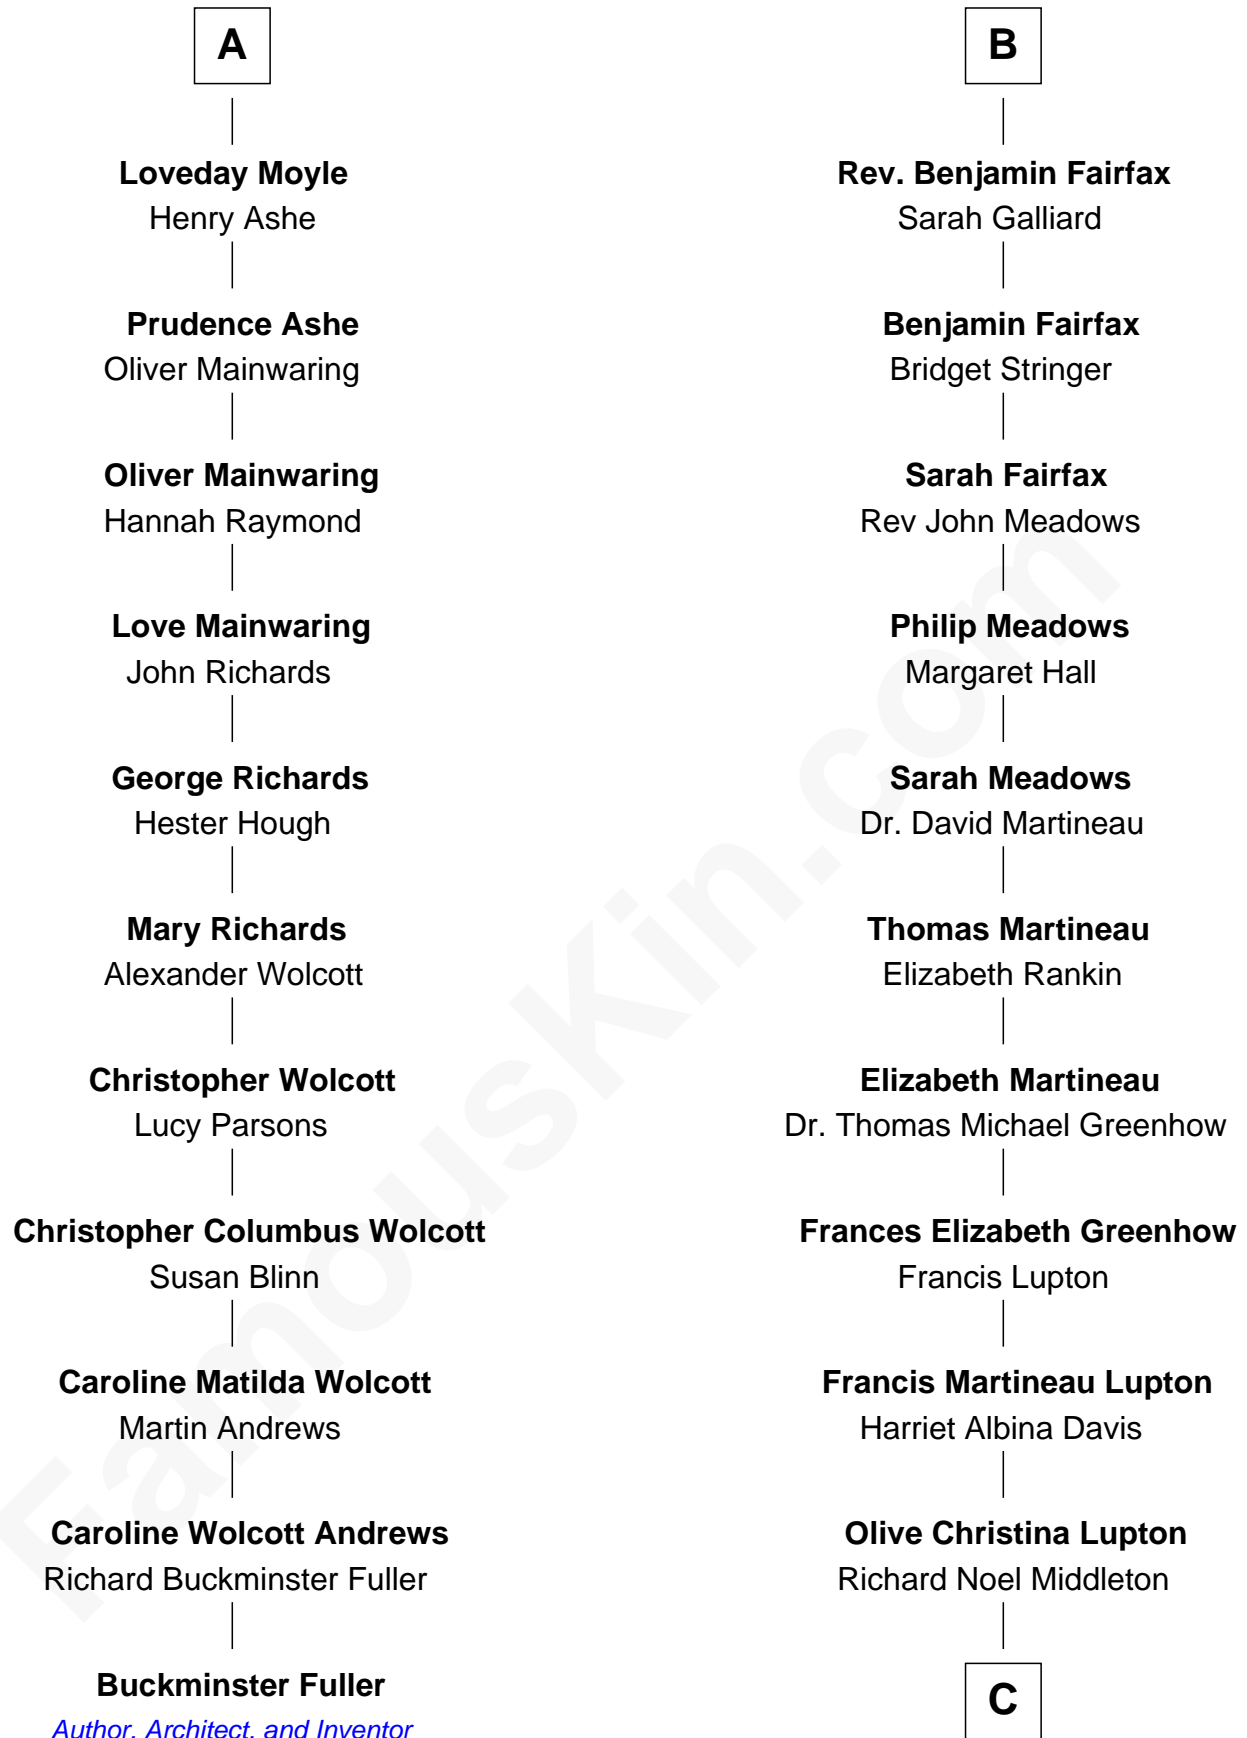 A
Loveday Moyle
Henry Ashe
Prudence Ashe
Oliver Mainwaring
Oliver Mainwaring
Hannah Raymond
Love Mainwaring
John Richards
George Richards
Hester Hough
Mary Richards
Alexander Wolcott
Christopher Wolcott
Lucy Parsons
Christopher Columbus Wolcott
Susan Blinn
Caroline Matilda Wolcott
Martin Andrews
Caroline Wolcott Andrews
Richard Buckminster Fuller
Buckminster Fuller
Author, Architect, and Inventor
B
Rev. Benjamin Fairfax
Sarah Galliard
Benjamin Fairfax
Bridget Stringer
Sarah Fairfax
Rev John Meadows
Philip Meadows
Margaret Hall
Sarah Meadows
Dr. David Martineau
Thomas Martineau
Elizabeth Rankin
Elizabeth Martineau
Dr. Thomas Michael Greenhow
Frances Elizabeth Greenhow
Francis Lupton
Francis Martineau Lupton
Harriet Albina Davis
Olive Christina Lupton
Richard Noel Middleton
C
FamousKin.com